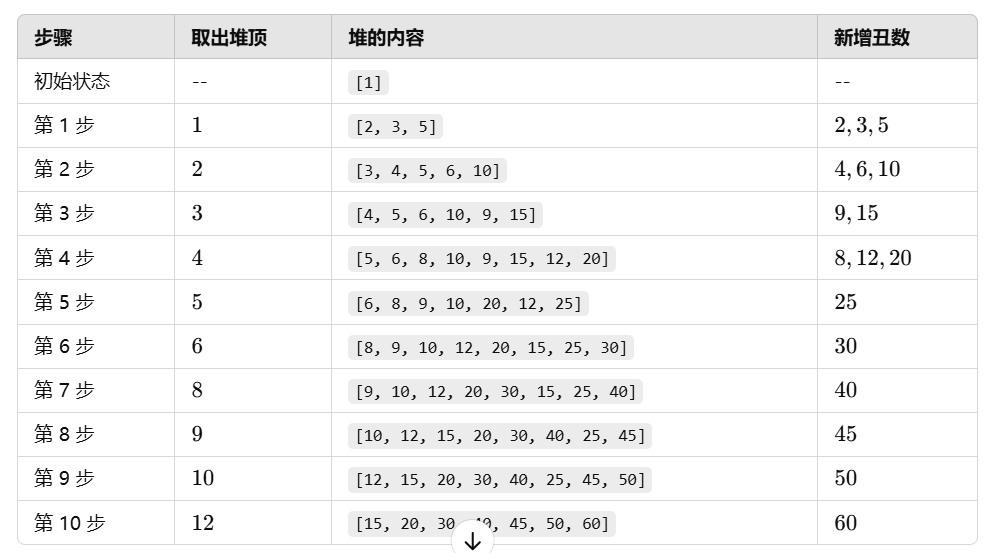 步骤 取出堆顶 堆的内容 新增丑数
初始状态 -- [1] --
第 1 步 1 [2, 3, 5] 2, 3, 5
第 2 步 2 [3, 4, 5, 6, 10] 4, 6, 10
第 3 步 3 [4, 5, 6, 10, 9, 15] 9, 15
第 4 步 4 [5, 6, 8, 10, 9, 15, 12, 20] 8, 12, 20
第 5 步 5 [6, 8, 9, 10, 20, 12, 25] 25
第 6 步 6 [8, 9, 10, 12, 20, 15, 25, 30] 30
第 7 步 8 [9, 10, 12, 20, 30, 15, 25, 40] 40
第 8 步 9 [10, 12, 15, 20, 30, 40, 25, 45] 45
第 9 步 10 [12, 15, 20, 30, 40, 25, 45, 50] 50
第 10 步 12 [15, 20, 30, 40, 45, 50, 60] 60